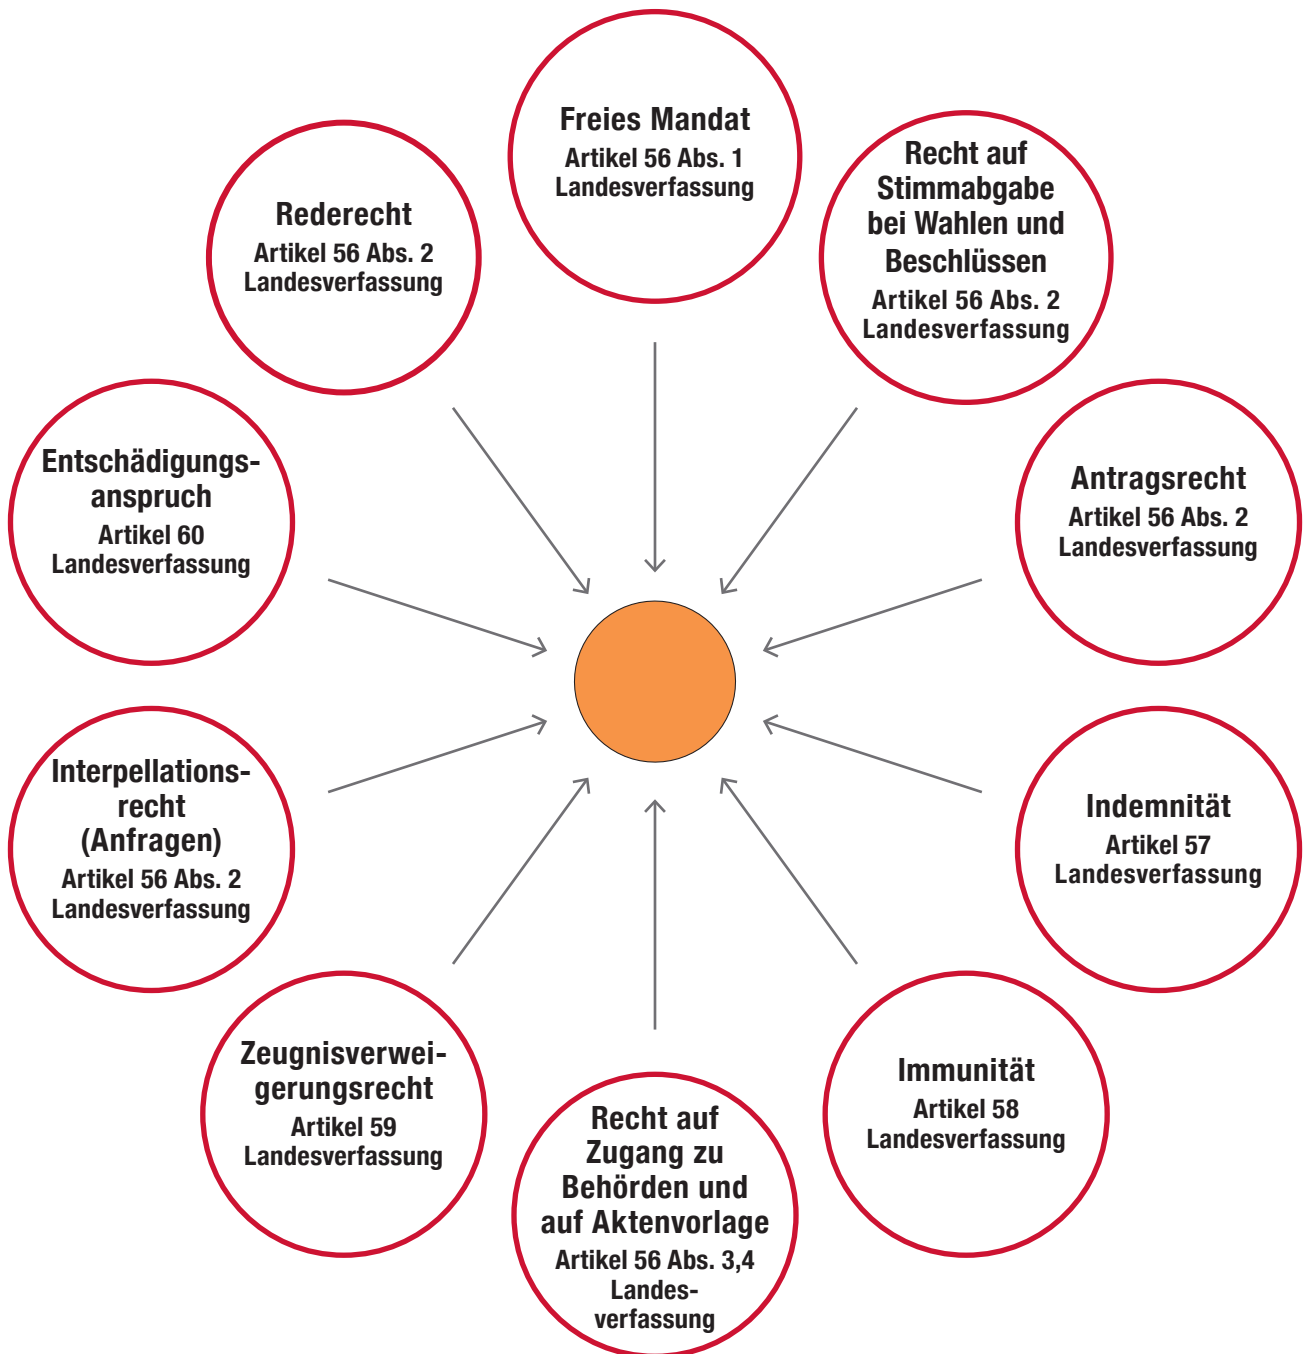 Freies Mandat
Artikel 56 Abs. 1
Landesverfassung
Recht auf
Stimmabgabe
bei Wahlen und
Beschlüssen
Artikel 56 Abs. 2
Landesverfassung
Antragsrecht
Artikel 56 Abs. 2
Landesverfassung
Indemnität
Artikel 57
Landesverfassung
Immunität
Artikel 58
Landesverfassung
Recht auf
Zugang zu
Behörden und
auf Aktenvorlage
Artikel 56 Abs. 3,4
Landes-
verfassung
Zeugnisverwei-
gerungsrecht
Artikel 59
Landesverfassung
Interpellations-
recht
(Anfragen)
Artikel 56 Abs. 2
Landesverfassung
Entschädigungs-
anspruch
Artikel 60
Landesverfassung
Rederecht
Artikel 56 Abs. 2
Landesverfassung